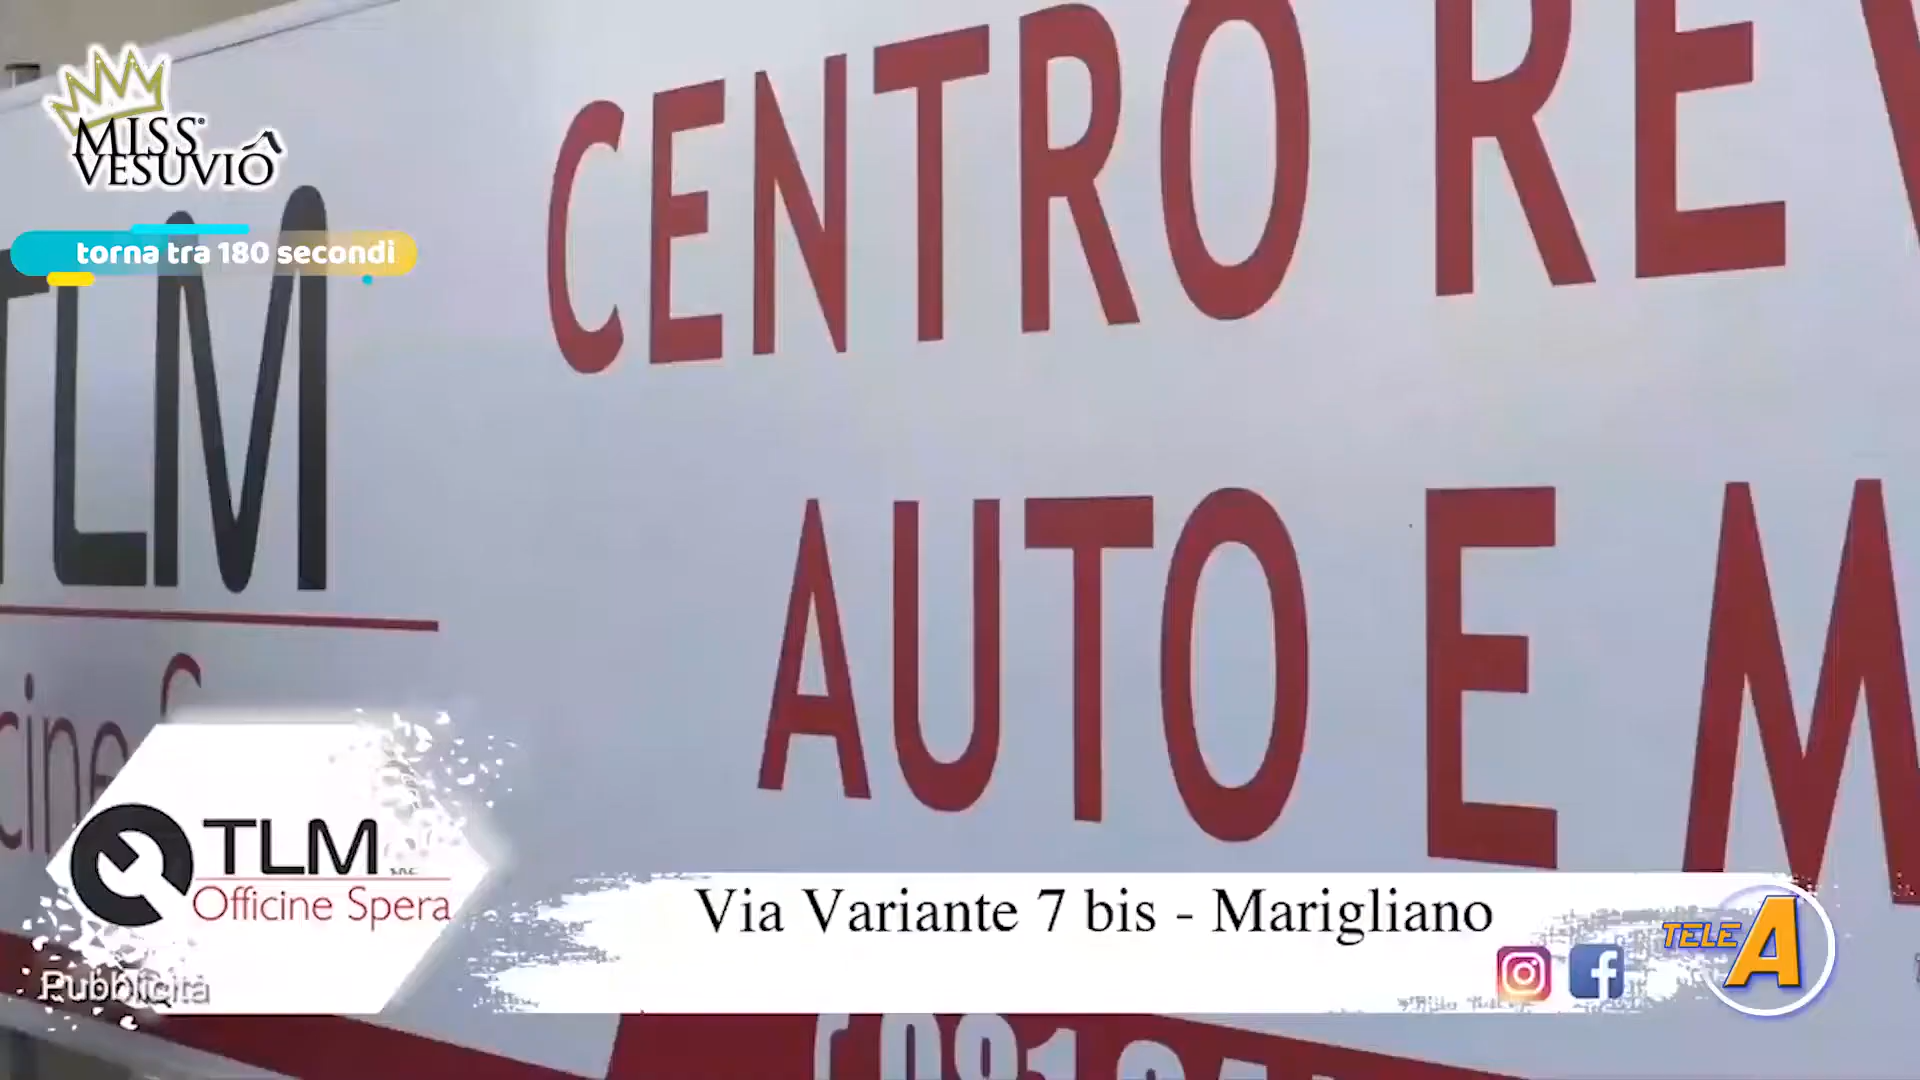 MISS®
VESUVIO
torna tra 180 secondi
CENTRO RE
AUTO E M
TLM
TLM s.n.c.
Officine Spera
Via Variante 7 bis - Marigliano
TELE A
Pubblicità
081